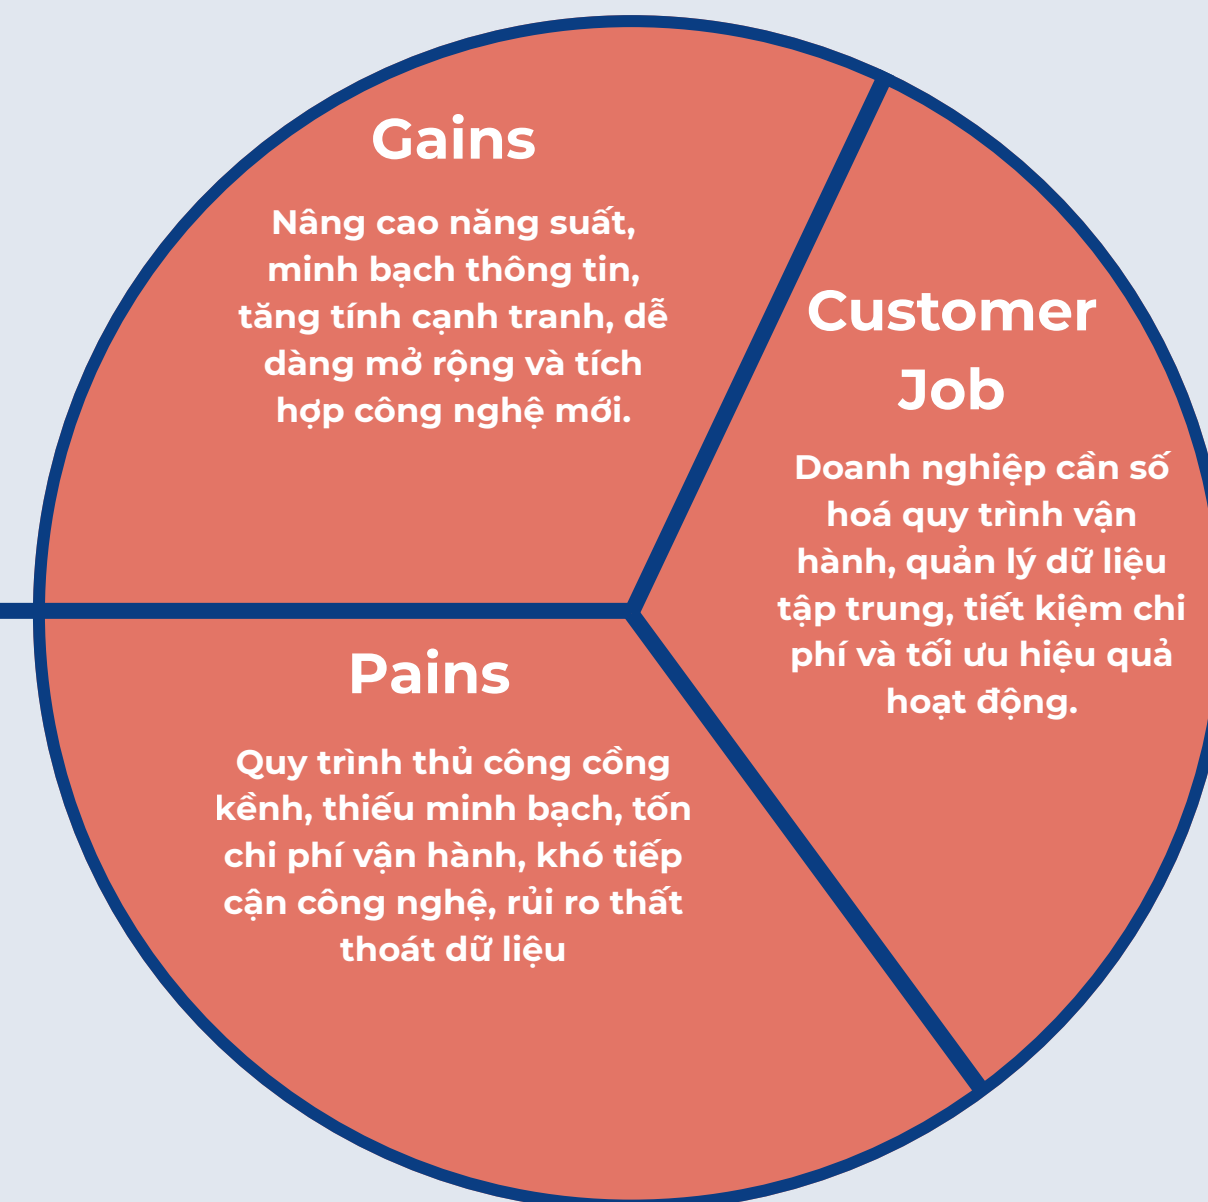 Gains
Nâng cao năng suất,
minh bạch thông tin,
tăng tính cạnh tranh, dễ
dàng mở rộng và tích
hợp công nghệ mới.
Customer
Job
Doanh nghiệp cần số
hoá quy trình vận
hành, quản lý dữ liệu
tập trung, tiết kiệm chi
phí và tối ưu hiệu quả
hoạt động.
Pains
Quy trình thủ công cồng
kềnh, thiếu minh bạch, tốn
chi phí vận hành, khó tiếp
cận công nghệ, rủi ro thất
thoát dữ liệu